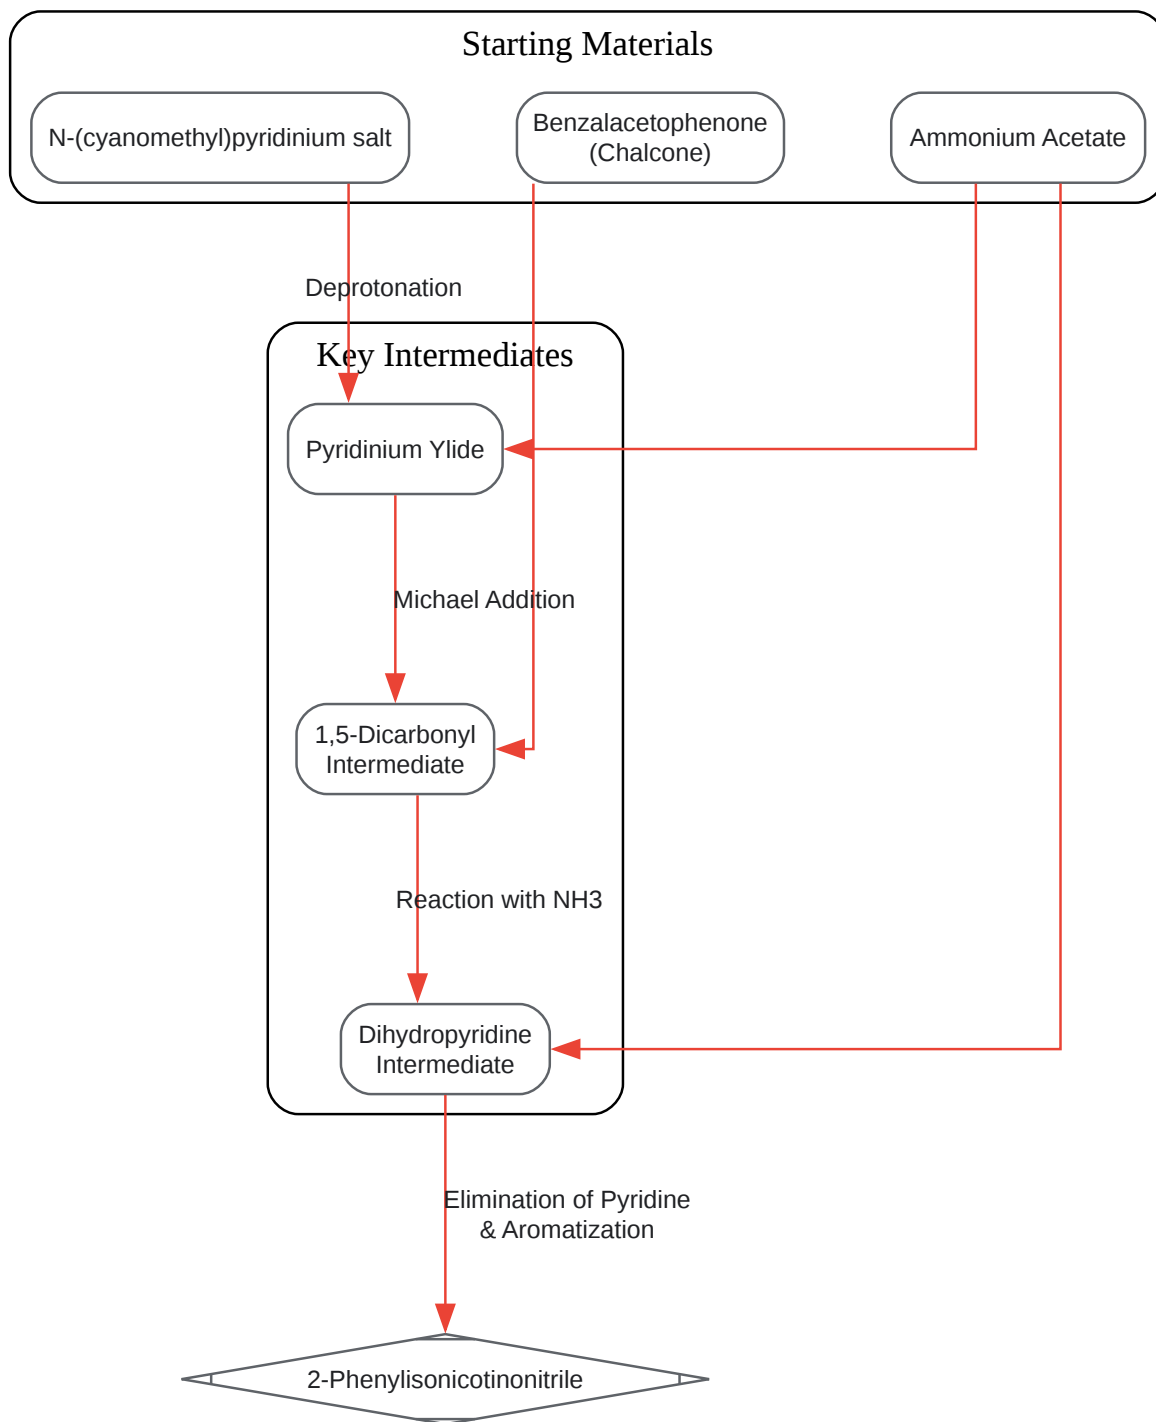 Starting Materials
N-(cyanomethyl)pyridinium salt
Benzalacetophenone
(Chalcone)
Ammonium Acetate
Deprotonation
Key Intermediates
Pyridinium Ylide
Michael Addition
1,5-Dicarbonyl
Intermediate
Reaction with NH3
Dihydropyridine
Intermediate
Elimination of Pyridine
& Aromatization
2-Phenylisonicotinonitrile